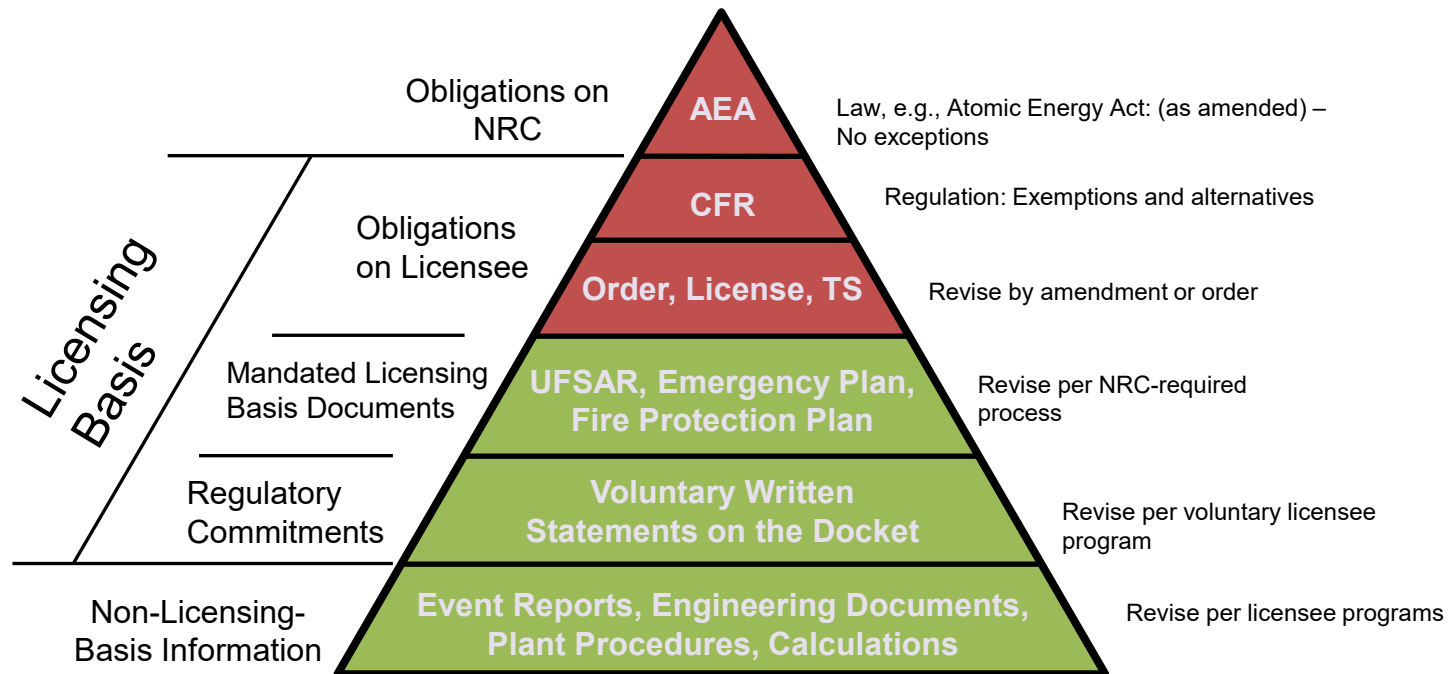 Obligations on
NRC
AEA
Law, e.g., Atomic Energy Act: (as amended) –
No exceptions
Licensing
Basis
Obligations
on Licensee
CFR
Regulation: Exemptions and alternatives
Order, License, TS
Revise by amendment or order
Mandated Licensing
Basis Documents
UFSAR, Emergency Plan,
Fire Protection Plan
Revise per NRC-required
process
Regulatory
Commitments
Voluntary Written
Statements on the Docket
Revise per voluntary licensee
program
Non-Licensing-
Basis Information
Event Reports, Engineering Documents,
Plant Procedures, Calculations
Revise per licensee programs